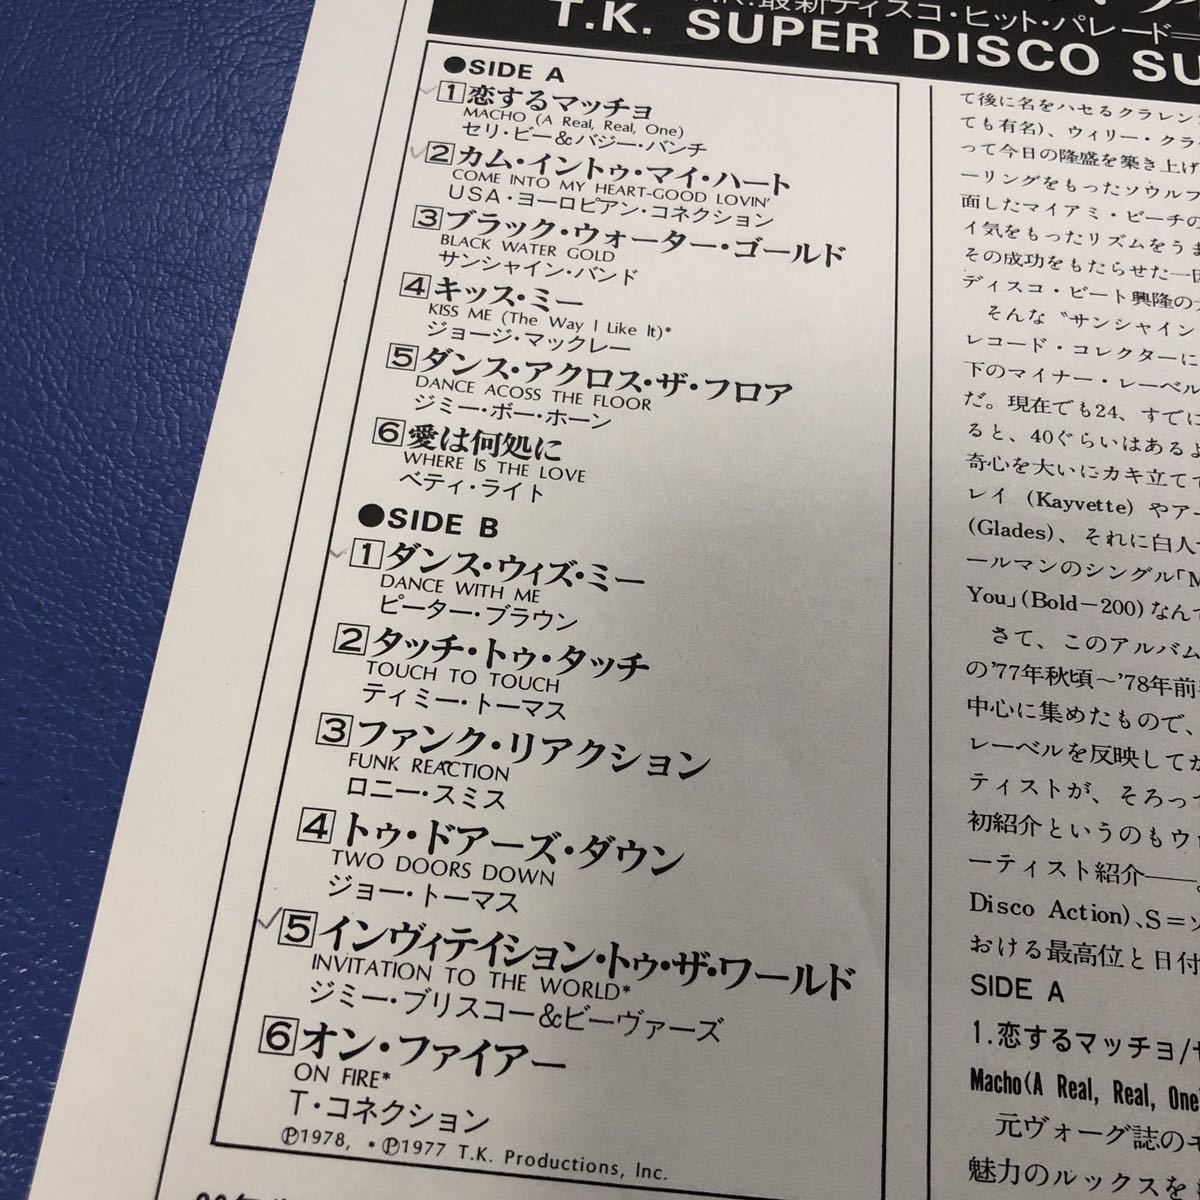 最新ディスコ・ヒット・パレード
T.K. SUPER DISCO SU
●SIDE A
1 恋するマッチョ
MACHO (A Real, Real, One)
セリ・ビー&バジー・バンチ
2 カム・イントゥ・マイ・ハート
COME INTO MY HEART-GOOD LOVIN'
USA・ヨーロピアン・コネクション
3 ブラック・ウォーター・ゴールド
BLACK WATER GOLD
サンシャイン・バンド
4 キッス・ミー
KISS ME (The Way I Like It)*
ジョージ・マックレー
5 ダンス・アクロス・ザ・フロア
DANCE ACOSS THE FLOOR
ジミー・ボー・ホーン
6 愛は何処に
WHERE IS THE LOVE
ベティ・ライト
●SIDE B
1 ダンス・ウィズ・ミー
DANCE WITH ME
ピーター・ブラウン
2 タッチ・トゥ・タッチ
TOUCH TO TOUCH
ティミー・トーマス
3 ファンク・リアクション
FUNK REACTION
ロニー・スミス
4 トゥ・ドアーズ・ダウン
TWO DOORS DOWN
ジョー・トーマス
5 インヴィテイション・トゥ・ザ・ワールド
INVITATION TO THE WORLD*
ジミー・ブリスコー&ビーヴァーズ
6 オン・ファイアー
ON FIRE*
T・コネクション
Ⓟ1978, *Ⓟ1977 T.K. Productions, Inc.
て後に名をハセるクラレン
ても有名)、ウィリー・クラ
って今日の隆盛を築き上げ
ーリングをもったソウルフ
面したマイアミ・ビーチの
イ気をもったリズムをうま
その成功をもたらせた一因
ディスコ・ビート興隆の
そんな〝サンシャイン
レコード・コレクターに
下のマイナー・レーベル
だ。現在でも24、すでに
ると、40ぐらいはあるよ
奇心を大いにカキ立てて
レイ (Kayvette) やアー
(Glades)、それに白人
ールマンのシングル「M
You」(Bold-200)なんて
さて、このアルバム
の'77年秋頃〜'78年前
中心に集めたもので、
レーベルを反映してか
ティストが、そろって
初紹介というのもウレ
ーティスト紹介——
Disco Action)、S=ソ
おける最高位と日付
SIDE A
1.恋するマッチョ/セ
Macho(A Real, Real, One)
元ヴォーグ誌のモ
魅力のルックスをも